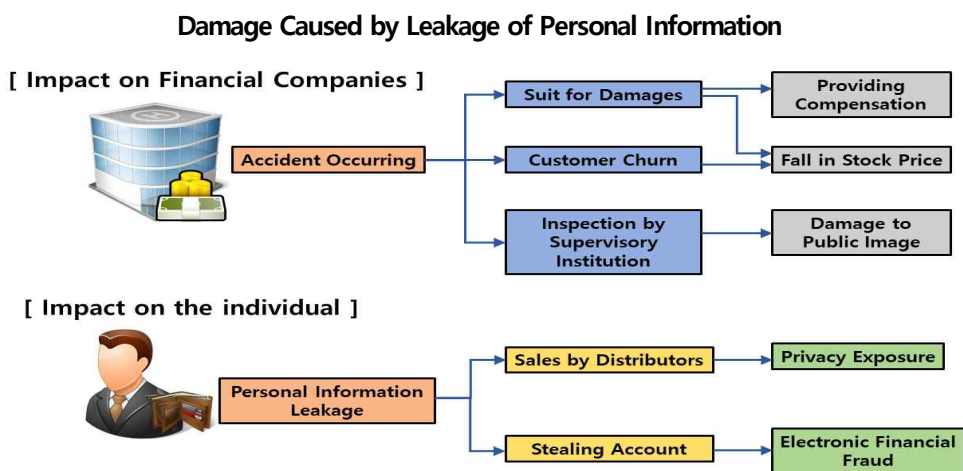 Damage Caused by Leakage of Personal Information
[ Impact on Financial Companies ]
Accident Occurring
Suit for Damages
Customer Churn
Inspection by
Supervisory
Institution
Providing
Compensation
Fall in Stock Price
Damage to
Public Image
[ Impact on the individual ]
Personal Information
Leakage
Sales by Distributors
Stealing Account
Privacy Exposure
Electronic Financial
Fraud